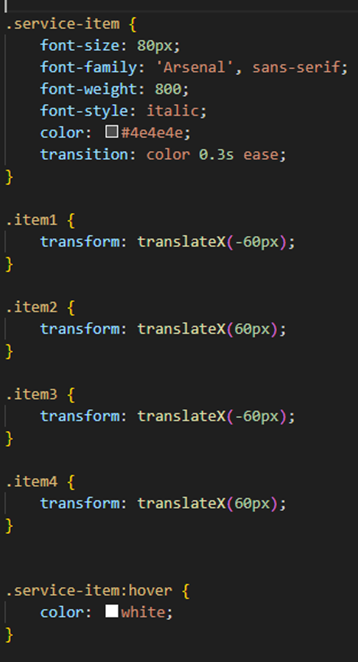 .service-item {
    font-size: 80px;
    font-family: 'Arsenal', sans-serif;
    font-weight: 800;
    font-style: italic;
    color: #4e4e4e;
    transition: color 0.3s ease;
}
.item1 {
    transform: translateX(-60px);
}
.item2 {
    transform: translateX(60px);
}
.item3 {
    transform: translateX(-60px);
}
.item4 {
    transform: translateX(60px);
}
.service-item:hover {
    color: white;
}